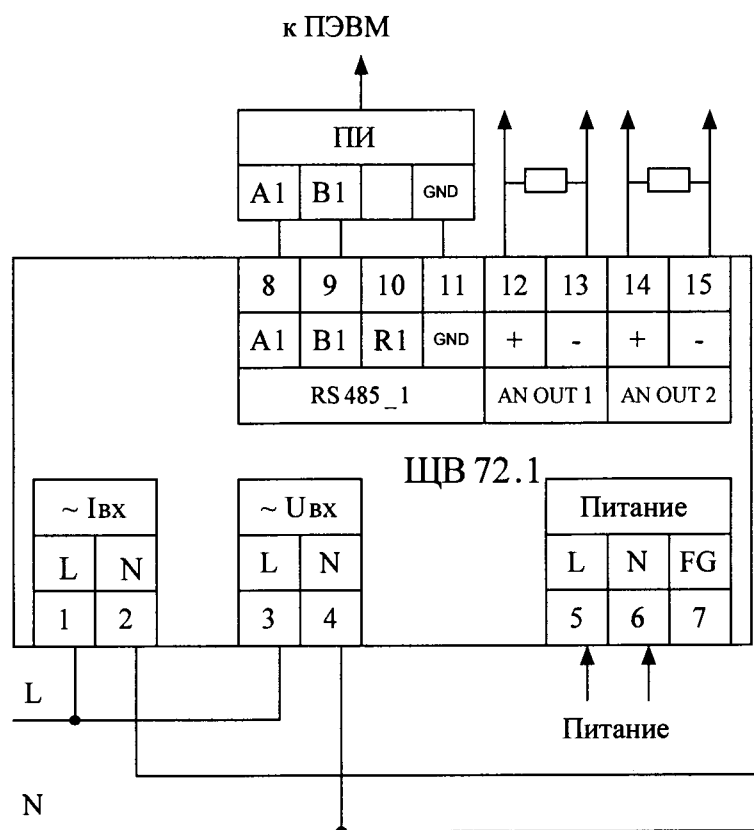 к ПЭВМ
ПИ
A1 B1 GND
8 9 10 11 12 13 14 15
A1 B1 R1 GND + - + -
RS 485_1 AN OUT 1 AN OUT 2
ЩВ 72.1
~ Iвх ~ Uвх Питание
L N L N L N FG
1 2 3 4 5 6 7
L
Питание
N